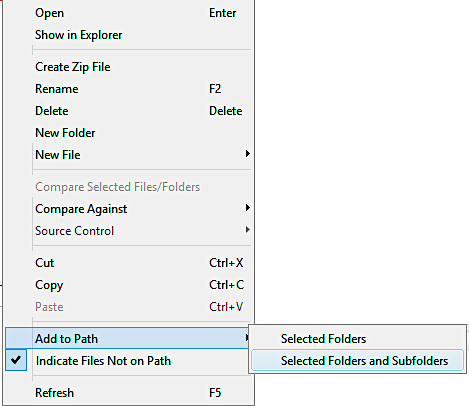 Open Enter
Show in Explorer
Create Zip File
Rename F2
Delete Delete
New Folder
New File
Compare Selected Files/Folders
Compare Against
Source Control
Cut Ctrl+X
Copy Ctrl+C
Paste Ctrl+V
Add to Path Selected Folders
Indicate Files Not on Path Selected Folders and Subfolders
Refresh F5